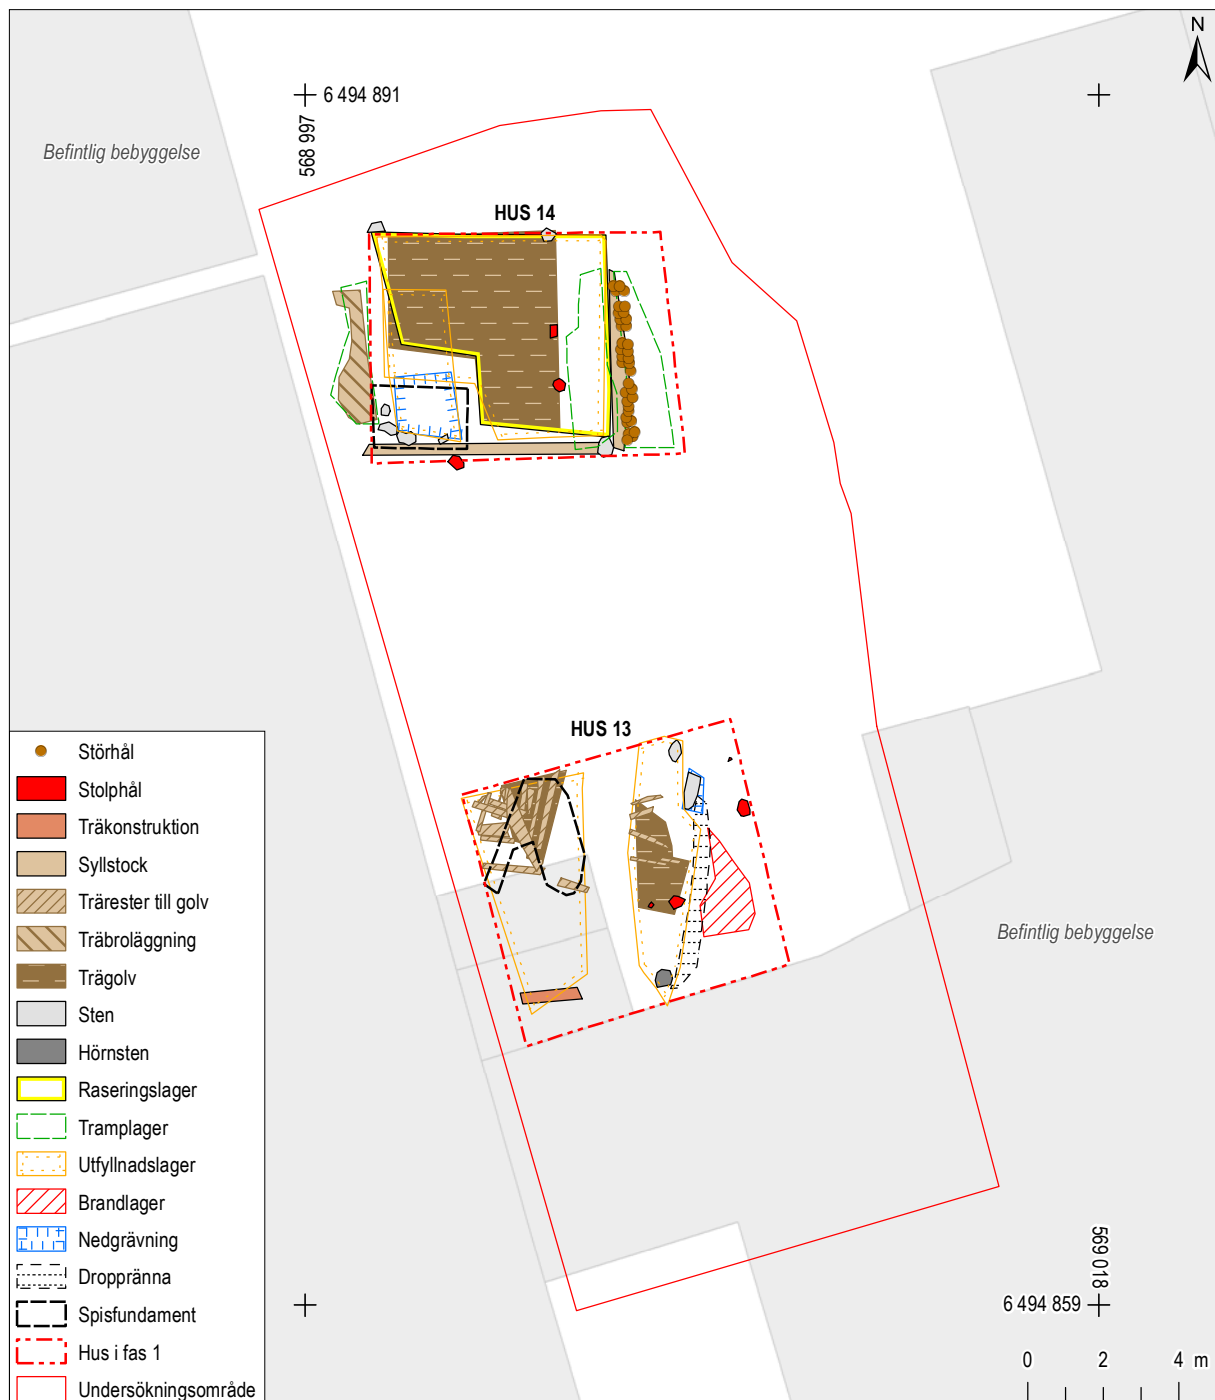 N
6 494 891
568 997
Befintlig bebyggelse
HUS 14
HUS 13
Befintlig bebyggelse
Störhål
Stolphål
Träkonstruktion
Syllstock
Trärester till golv
Träbroläggning
Trägolv
Sten
Hörnsten
Raseringslager
Tramplager
Utfyllnadslager
Brandlager
Nedgrävning
Droppränna
Spisfundament
Hus i fas 1
Undersökningsområde
569 018
6 494 859
0 2 4 m